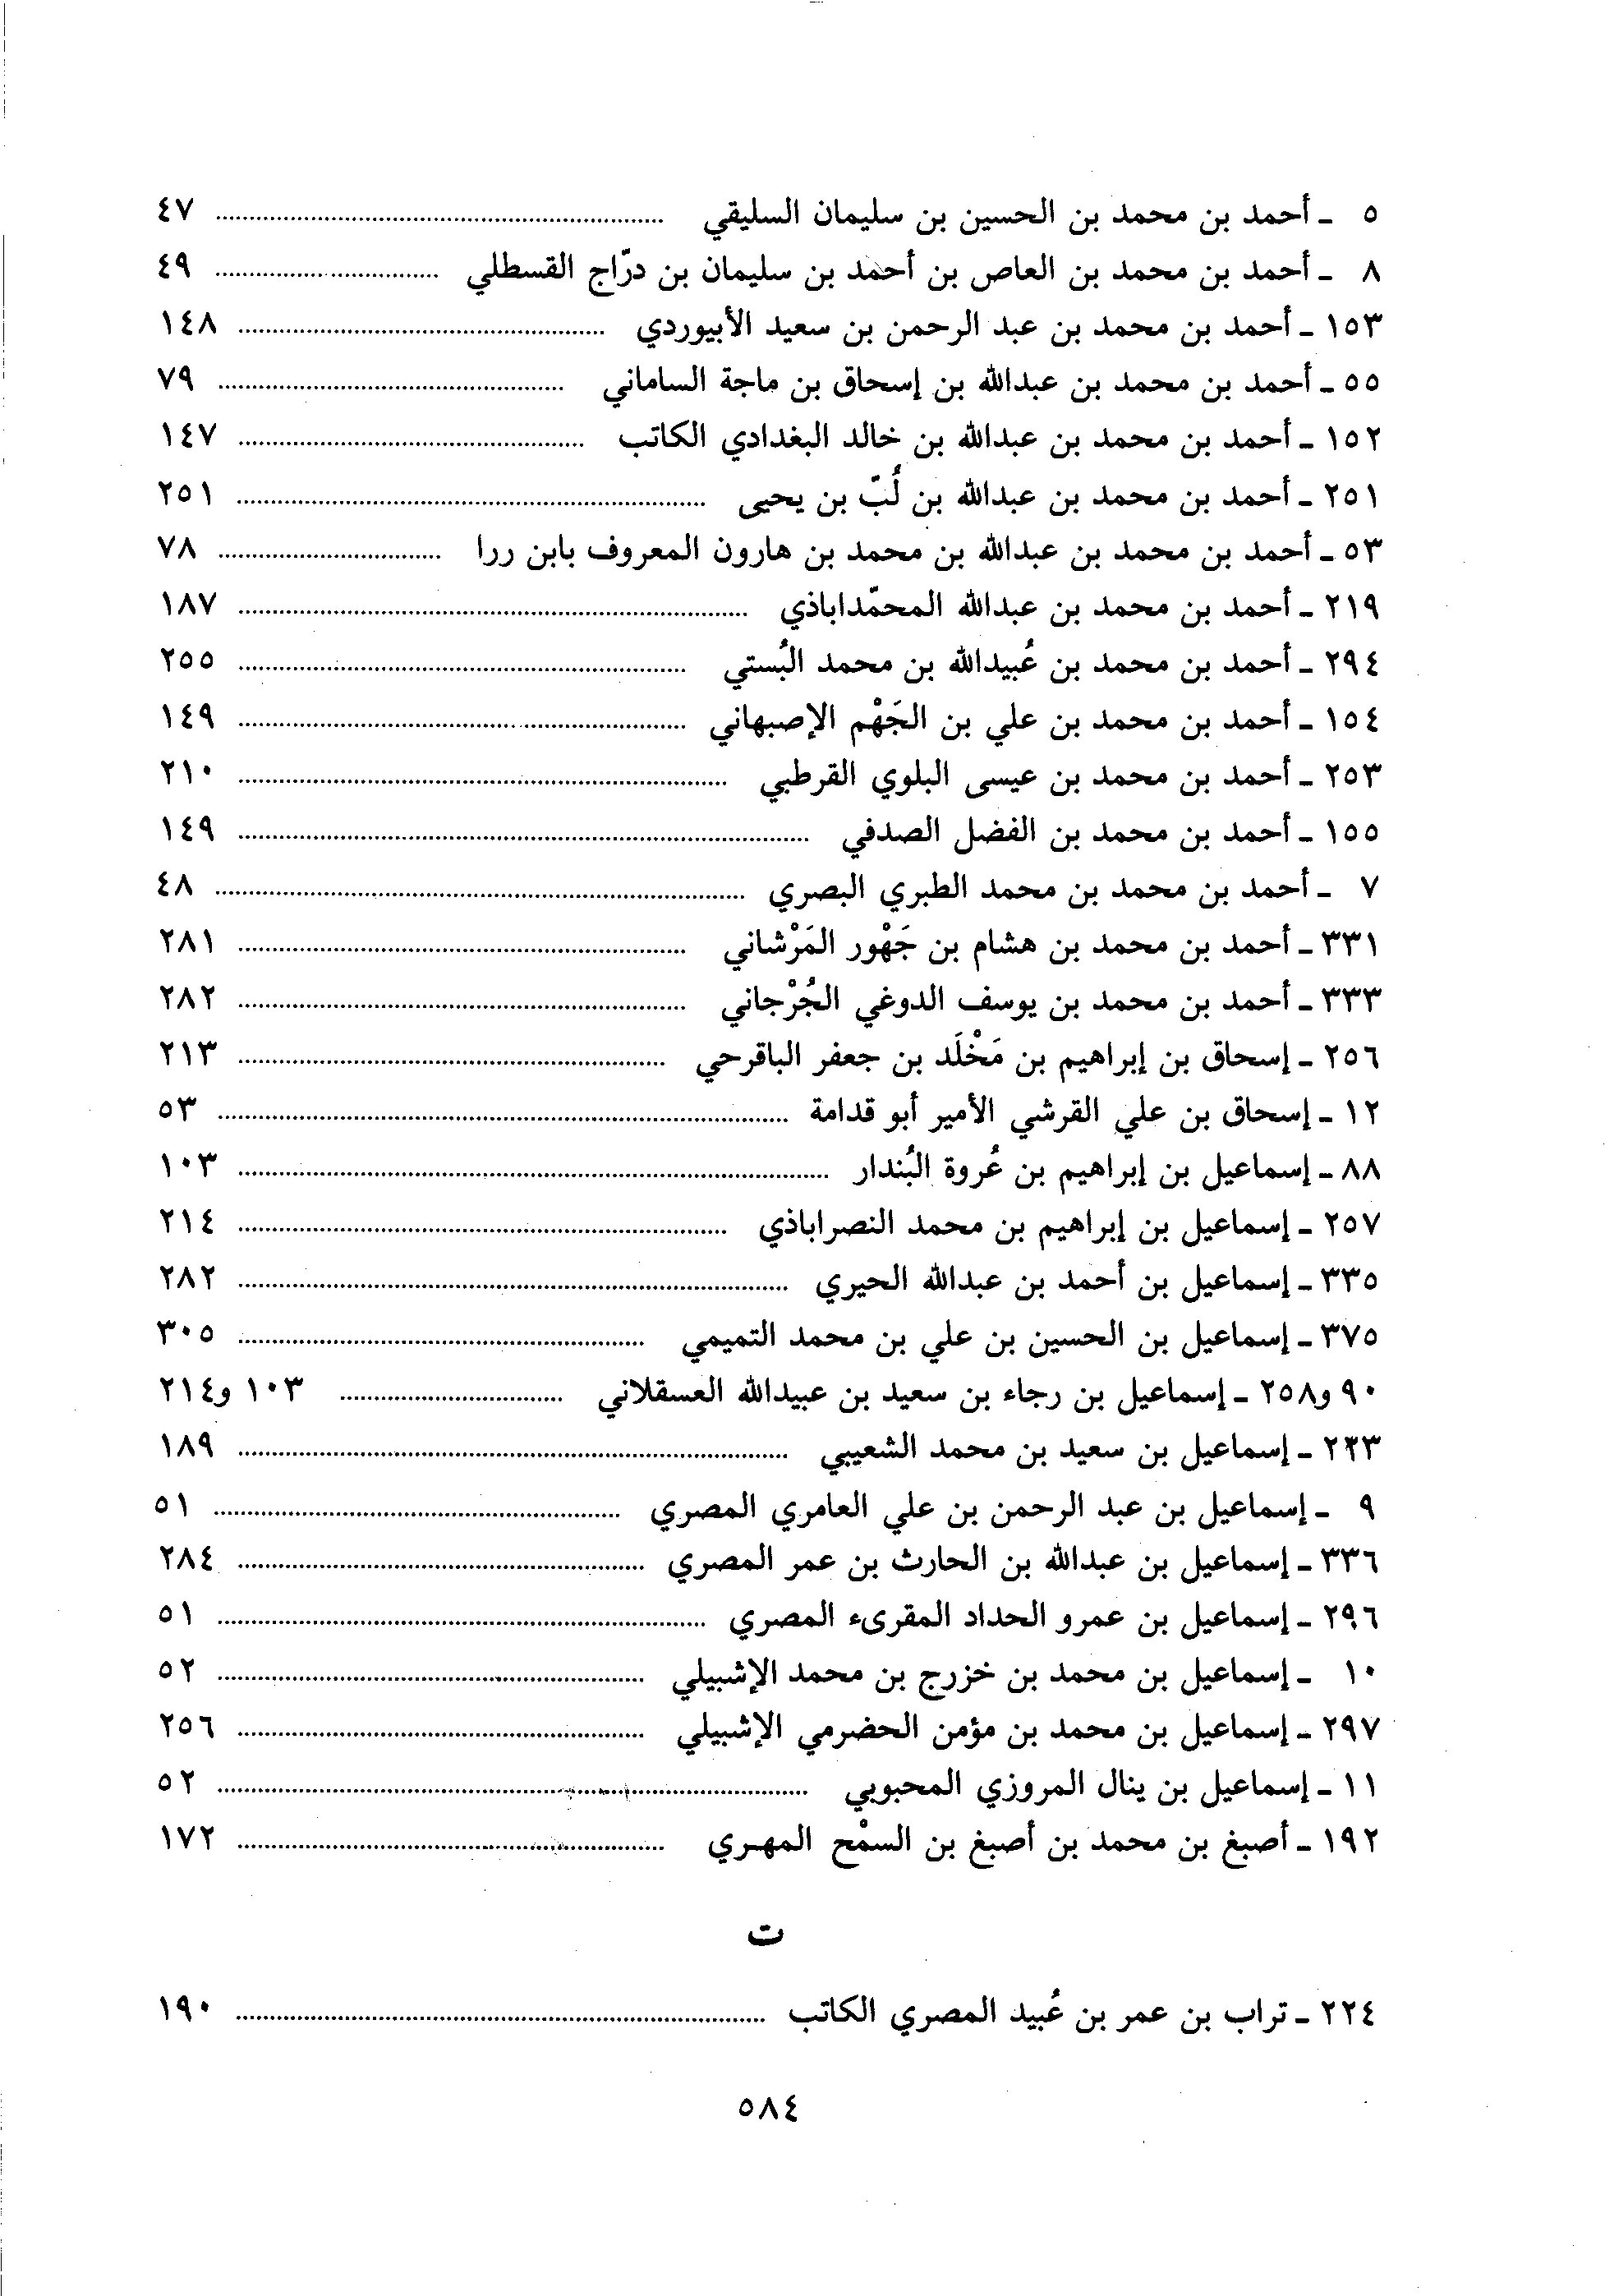 ٥ - أحمد بن محمد بن الحسين بن سليمان السليقي ........ ٤٧
٨ - أحمد بن محمد بن العاص بن أحمد بن سليمان بن درّاج القسطلي ........ ٤٩
١٥٣ - أحمد بن محمد بن عبد الرحمن بن سعيد الأبيوردي ........ ١٤٨
٥٥ - أحمد بن محمد بن عبدالله بن إسحاق بن ماجة الساماني ........ ٧٩
١٥٢ - أحمد بن محمد بن عبدالله بن خالد البغدادي الكاتب ........ ١٤٧
٢٥١ - أحمد بن محمد بن عبدالله بن لُبّ بن يحيى ........ ٢٥١
٥٣ - أحمد بن محمد بن عبدالله بن محمد بن هارون المعروف بابن ررا ........ ٧٨
٢١٩ - أحمد بن محمد بن عبدالله المحمّداباذي ........ ١٨٧
٢٩٤ - أحمد بن محمد بن عُبيدالله بن محمد البُستي ........ ٢٥٥
١٥٤ - أحمد بن محمد بن علي بن الجَهْم الإصبهاني ........ ١٤٩
٢٥٣ - أحمد بن محمد بن عيسى البلوي القرطبي ........ ٢١٠
١٥٥ - أحمد بن محمد بن الفضل الصدفي ........ ١٤٩
٧ - أحمد بن محمد بن محمد الطبري البصري ........ ٤٨
٣٣١ - أحمد بن محمد بن هشام بن جَهْور المَرْشاني ........ ٢٨١
٣٣٣ - أحمد بن محمد بن يوسف الدوغي الجُرْجاني ........ ٢٨٢
٢٥٦ - إسحاق بن إبراهيم بن مَخْلَد بن جعفر الباقرحي ........ ٢١٣
١٢ - إسحاق بن علي القرشي الأمير أبو قدامة ........ ٥٣
٨٨ - إسماعيل بن إبراهيم بن عُروة البُندار ........ ١٠٣
٢٥٧ - إسماعيل بن إبراهيم بن محمد النصراباذي ........ ٢١٤
٣٣٥ - إسماعيل بن أحمد بن عبدالله الحيري ........ ٢٨٢
٣٧٥ - إسماعيل بن الحسين بن علي بن محمد التميمي ........ ٣٠٥
٩٠ و٢٥٨ - إسماعيل بن رجاء بن سعيد بن عبيدالله العسقلاني ........ ١٠٣ و٢١٤
٢٢٣ - إسماعيل بن سعيد بن محمد الشعيبي ........ ١٨٩
٩ - إسماعيل بن عبد الرحمن بن علي العامري المصري ........ ٥١
٣٣٦ - إسماعيل بن عبدالله بن الحارث بن عمر المصري ........ ٢٨٤
٢٩٦ - إسماعيل بن عمرو الحداد المقرىء المصري ........ ٥١
١٠ - إسماعيل بن محمد بن خزرج بن محمد الإشبيلي ........ ٥٢
٢٩٧ - إسماعيل بن محمد بن مؤمن الحضرمي الإشبيلي ........ ٢٥٦
١١ - إسماعيل بن ينال المروزي المحبوبي ........ ٥٢
١٩٢ - أصبغ بن محمد بن أصبغ بن السمْح المهري ........ ١٧٢
ت
٢٢٤ - تراب بن عمر بن عُبيد المصري الكاتب ........ ١٩٠
٥٨٤